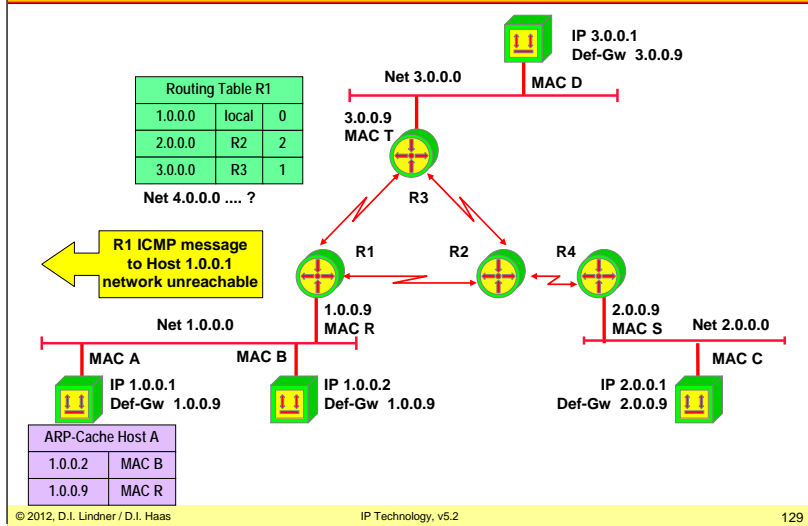 IP 3.0.0.1
Def-Gw 3.0.0.9
Net 3.0.0.0
MAC D
Routing Table R1
1.0.0.0 local 0
2.0.0.0 R2 2
3.0.0.0 R3 1
3.0.0.9
MAC T
Net 4.0.0.0 .... ?
R3
R1 ICMP message
to Host 1.0.0.1
network unreachable
R1
R2
R4
1.0.0.9
MAC R
2.0.0.9
MAC S
Net 1.0.0.0
Net 2.0.0.0
MAC A
MAC B
MAC C
IP 1.0.0.1
Def-Gw 1.0.0.9
IP 1.0.0.2
Def-Gw 1.0.0.9
IP 2.0.0.1
Def-Gw 2.0.0.9
ARP-Cache Host A
1.0.0.2 MAC B
1.0.0.9 MAC R
© 2012, D.I. Lindner / D.I. Haas
IP Technology, v5.2
129